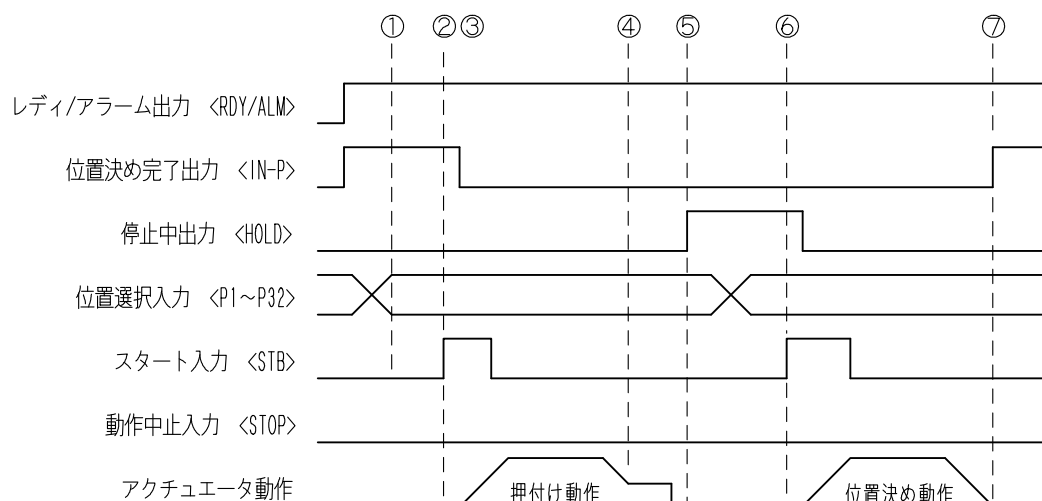 ① ② ③ ④ ⑤ ⑥ ⑦
レディ/アラーム出力 <RDY/ALM>
位置決め完了出力 <IN-P>
停止中出力 <HOLD>
位置選択入力 <P1~P32>
スタート入力 <STB>
動作中止入力 <STOP>
アクチュエータ動作 押付け動作 位置決め動作